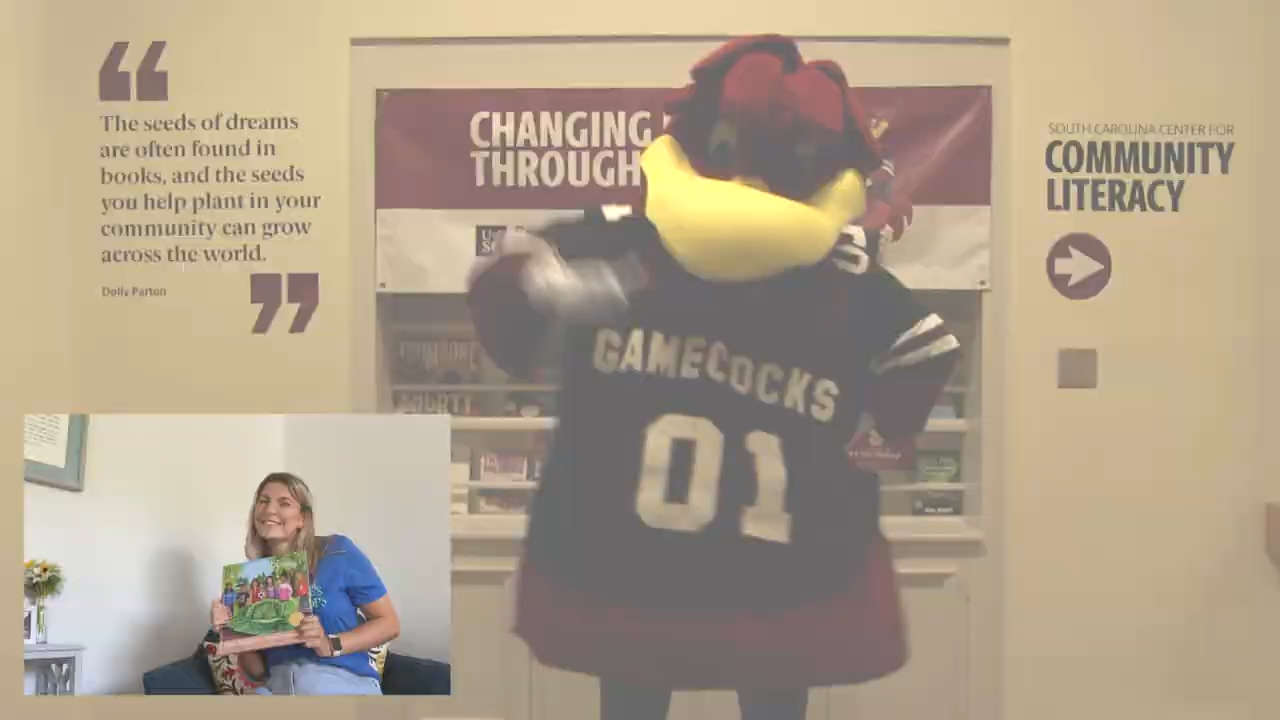 The seeds of dreams
are often found in
books, and the seeds
you help plant in your
community can grow
across the world.
Dolly Parton
CHANGING
THROUGH
SOUTH CAROLINA CENTER FOR
COMMUNITY
LITERACY
GAMECOCKS
01